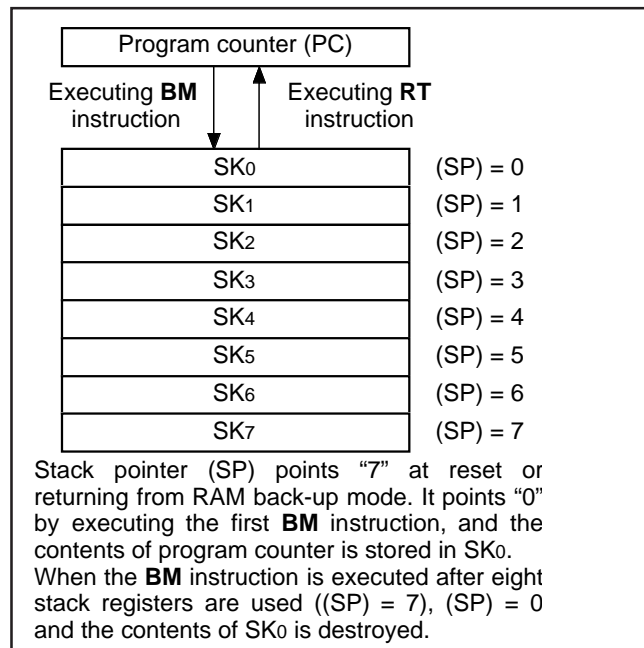 Program counter (PC)
Executing BM
instruction
Executing RT
instruction
SK0
(SP) = 0
SK1
(SP) = 1
SK2
(SP) = 2
SK3
(SP) = 3
SK4
(SP) = 4
SK5
(SP) = 5
SK6
(SP) = 6
SK7
(SP) = 7
Stack pointer (SP) points “7” at reset or
returning from RAM back-up mode. It points “0”
by executing the first BM instruction, and the
contents of program counter is stored in SK0.
When the BM instruction is executed after eight
stack registers are used ((SP) = 7), (SP) = 0
and the contents of SK0 is destroyed.